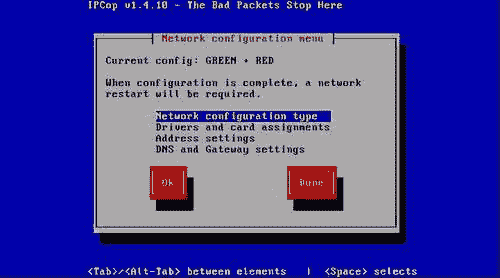 IPCop v1.4.10 - The Bad Packets Stop Here
Network configuration menu
Current config: GREEN + RED
When configuration is complete, a network
restart will be required.
Network configuration type
Drivers and card assignments
Address settings
DNS and Gateway settings
Ok Done
<Tab>/<Alt-Tab> between elements | <Space> selects